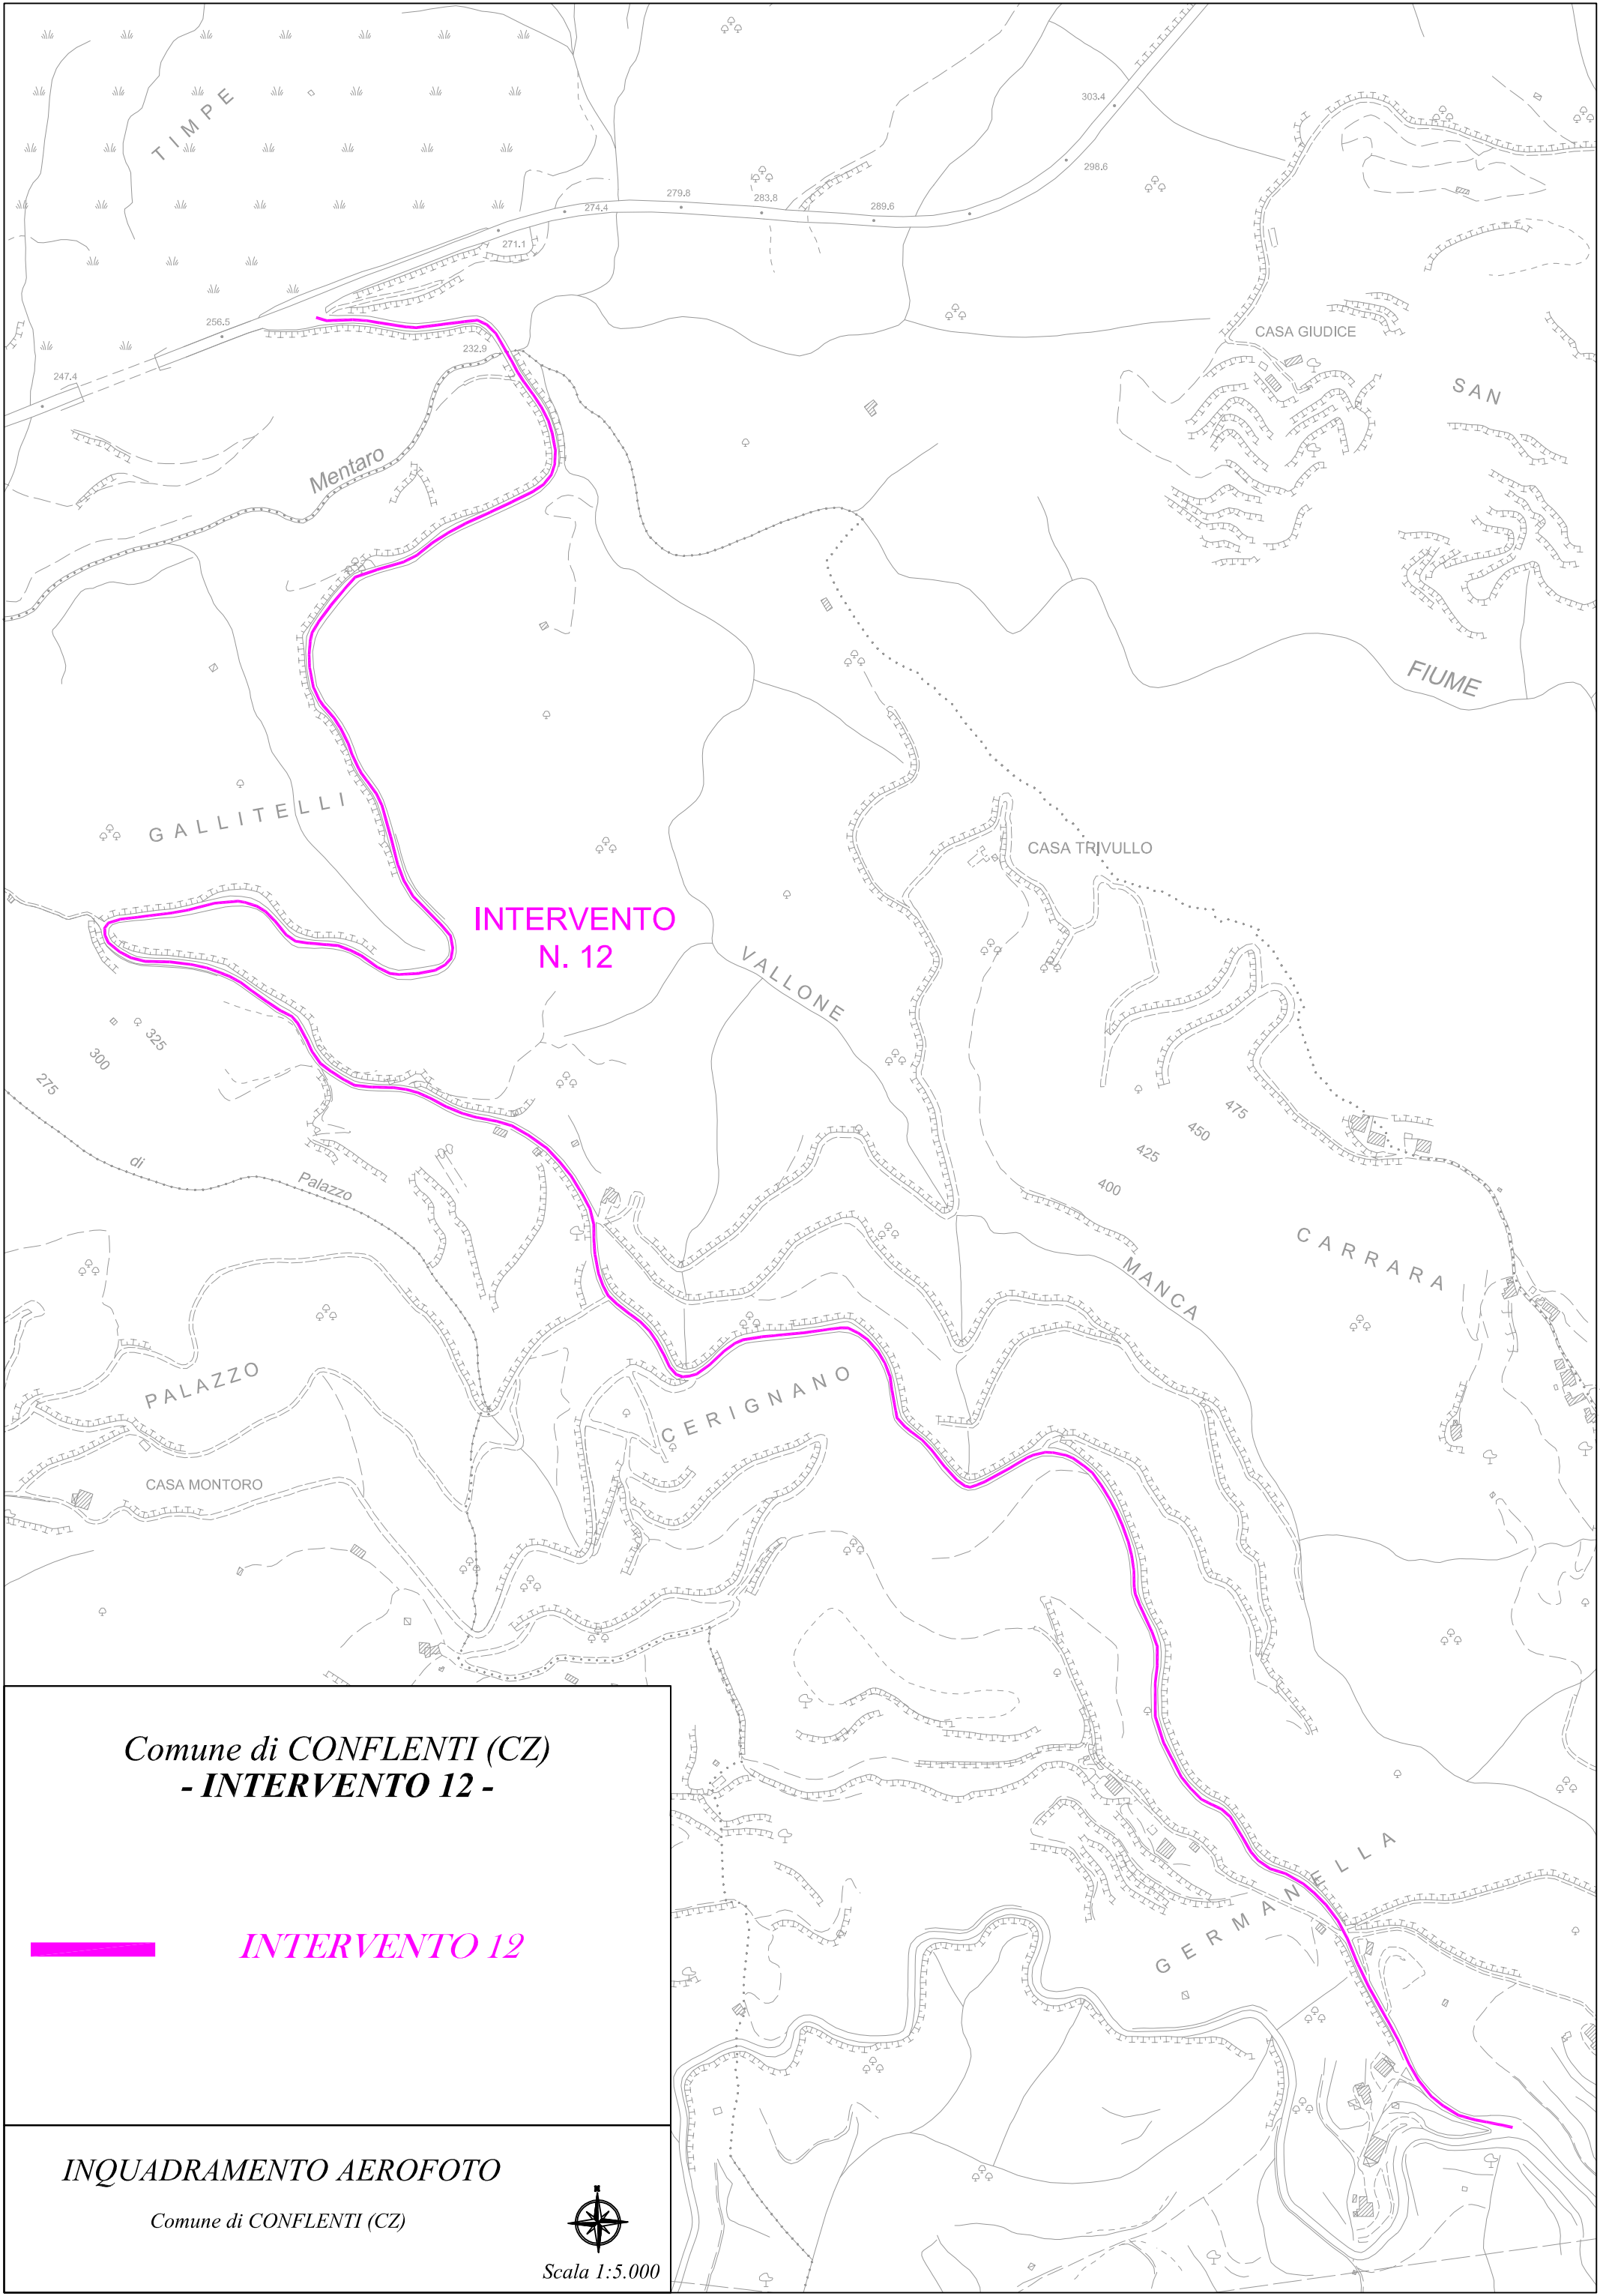 TIMPE
303.4
298.6
279.8
283.8
289.6
274.4
271.1
256.5
232.9
247.4
CASA GIUDICE
SAN
Mentaro
FIUME
GALLITELLI
CASA TRIVULLO
INTERVENTO
N. 12
VALLONE
325
300
275
475
450
425
400
di
Palazzo
CARRARA
MANCA
PALAZZO
CERIGNANO
CASA MONTORO
GERMANELLA
Comune di CONFLENTI (CZ)
- INTERVENTO 12 -
INTERVENTO 12
INQUADRAMENTO AEROFOTO
Comune di CONFLENTI (CZ)
Scala 1:5.000